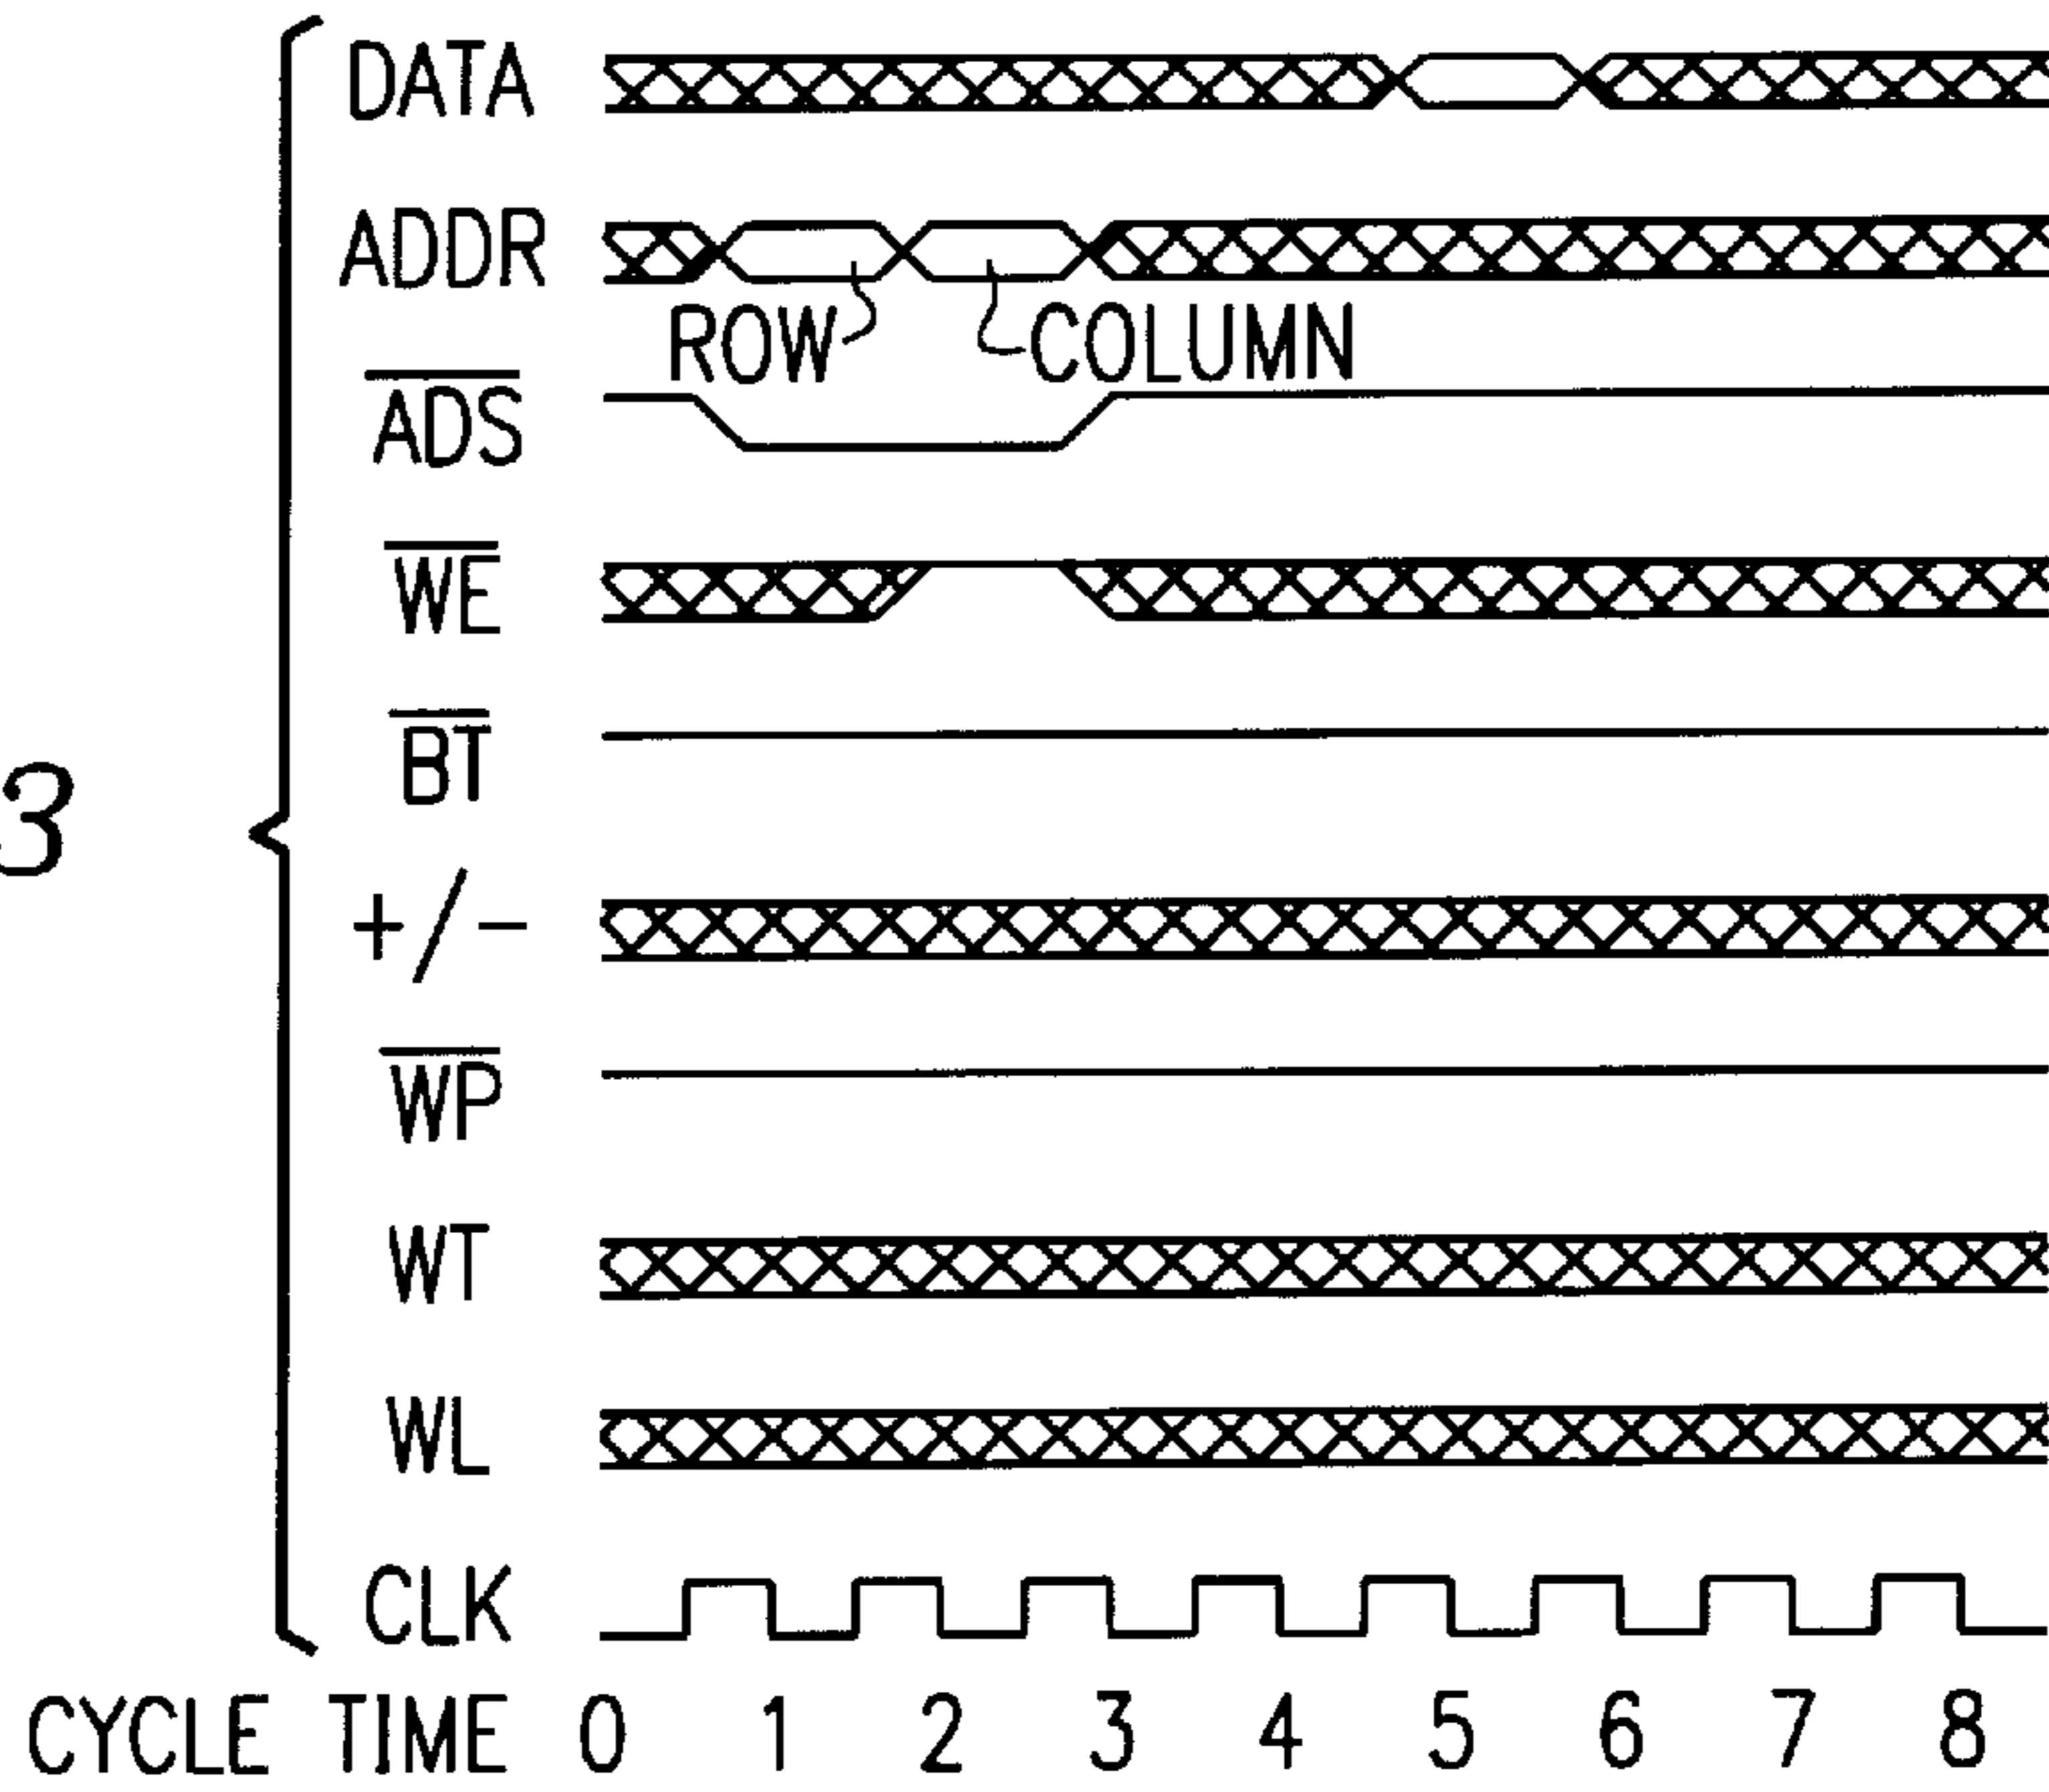 DATA
ADDR
ROW COLUMN
ADS
WE
BT
3
+/-
WP
WT
WL
CLK
CYCLE TIME 0 1 2 3 4 5 6 7 8